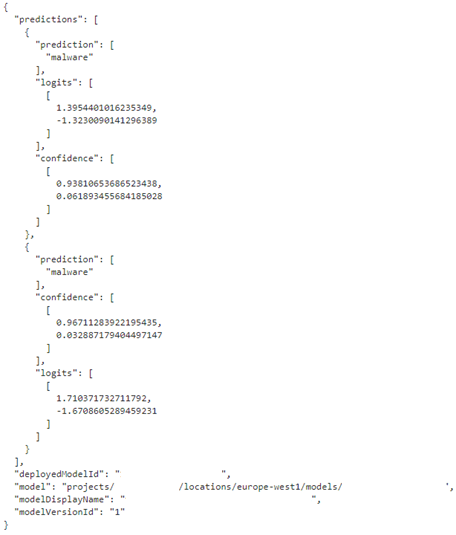 {
"predictions": [
{
"prediction": [
"malware"
],
"logits": [
[
1.3954401016235349,
-1.3230090141296389
]
],
"confidence": [
[
0.93810653686523438,
0.061893455684185028
]
]
},
{
"prediction": [
"malware"
],
"confidence": [
[
0.96711283922195435,
0.032887179404497147
]
],
"logits": [
[
1.710371732711792,
-1.6708605289459231
]
]
}
],
"deployedModelId": " ",
"model": "projects/ /locations/europe-west1/models/ ',
"modelDisplayName": " ",
"modelVersionId": "1"
}